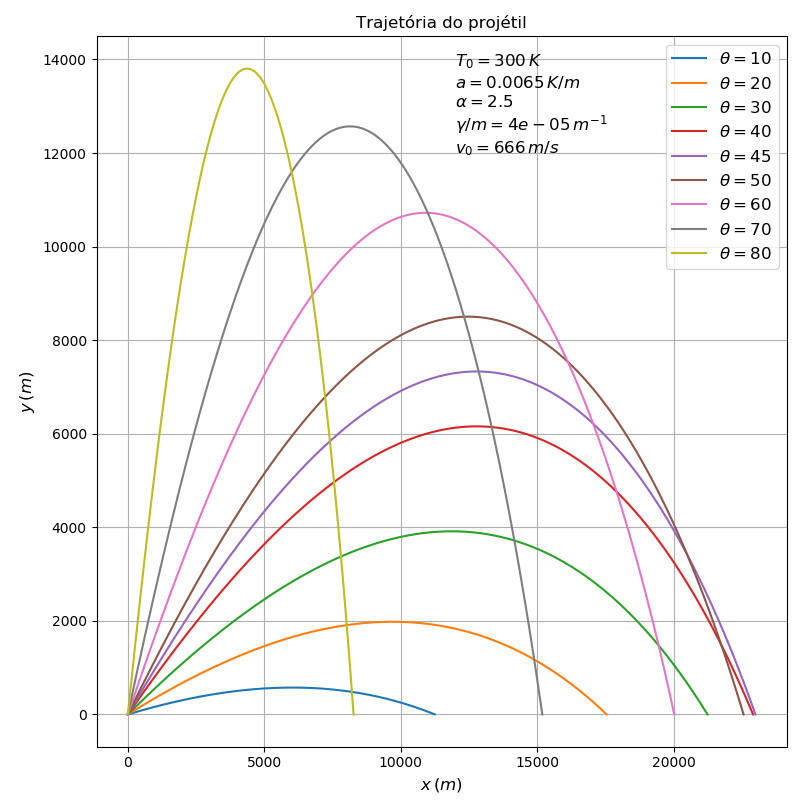 Trajetória do projétil
T₀ = 300 K
a = 0.0065 K/m
α = 2.5
γ/m = 4e − 05 m⁻¹
v₀ = 666 m/s
θ = 10
θ = 20
θ = 30
θ = 40
θ = 45
θ = 50
θ = 60
θ = 70
θ = 80
14000
12000
10000
8000
6000
4000
2000
0
y (m)
0 5000 10000 15000 20000
x (m)